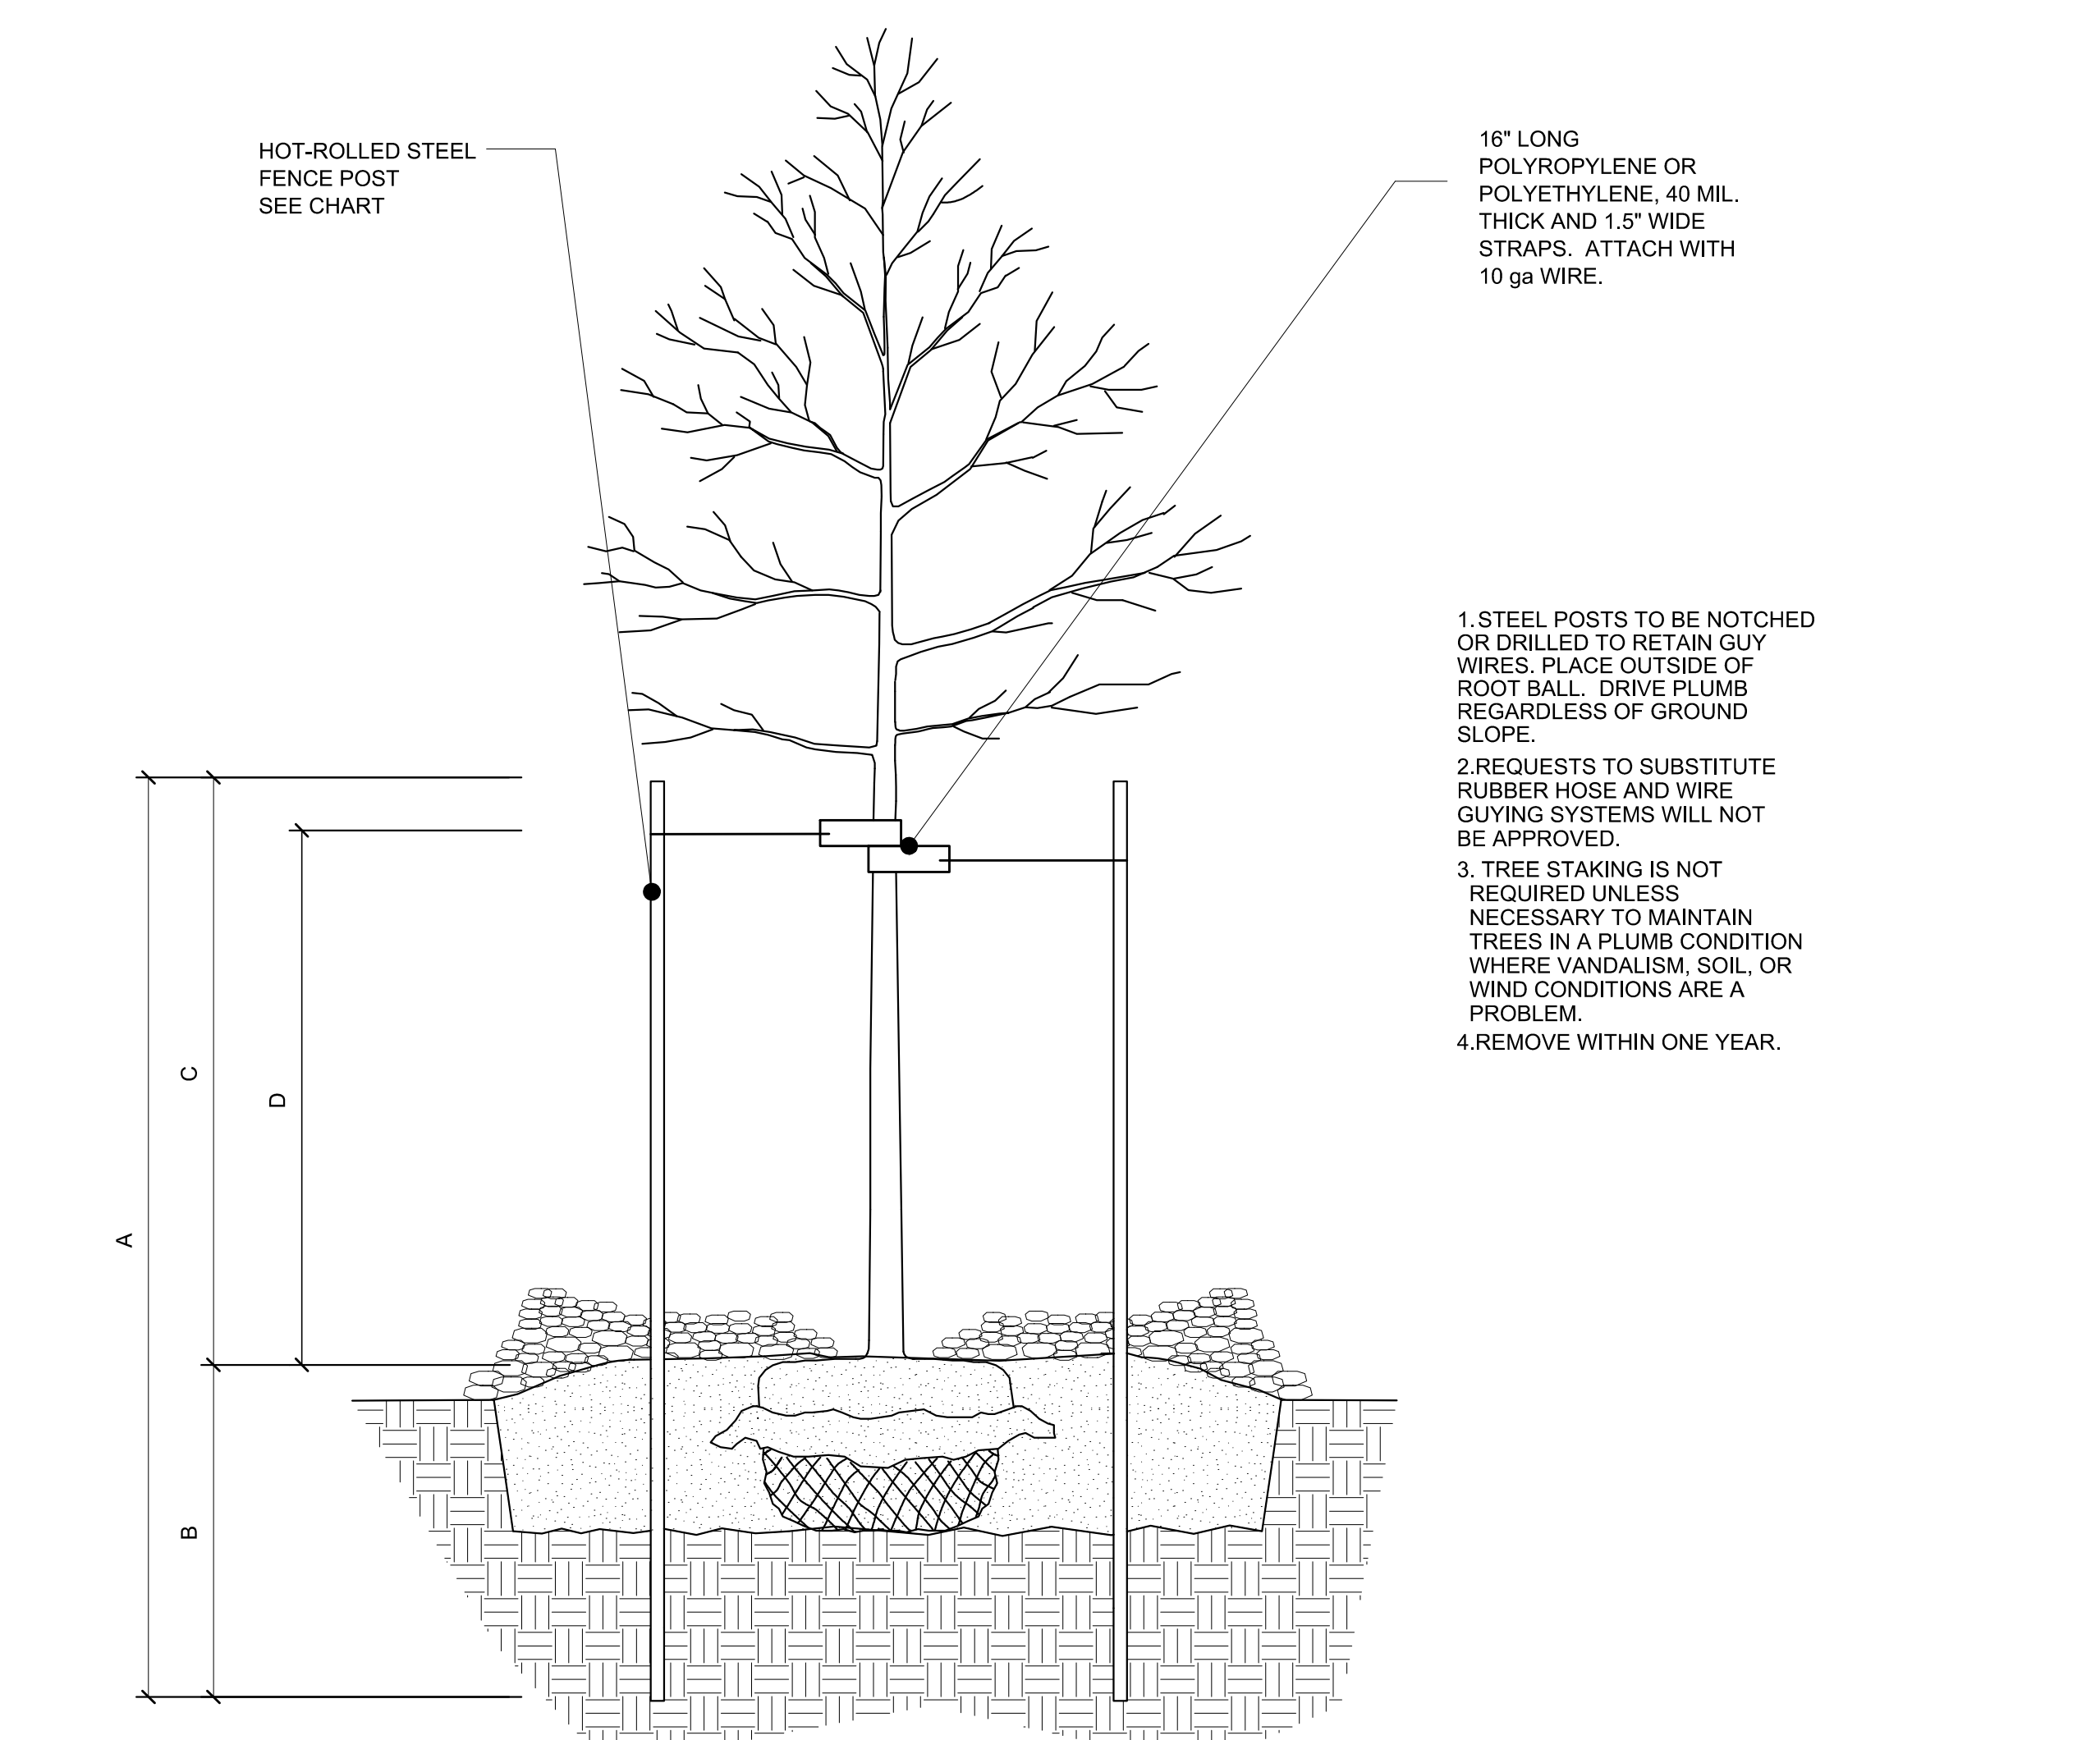 HOT-ROLLED STEEL
FENCE POST
SEE CHART
16" LONG
POLYROPYLENE OR
POLYETHYLENE, 40 MIL.
THICK AND 1.5" WIDE
STRAPS.  ATTACH WITH
10 ga WIRE.
1.STEEL POSTS TO BE NOTCHED
OR DRILLED TO RETAIN GUY
WIRES. PLACE OUTSIDE OF
ROOT BALL.  DRIVE PLUMB
REGARDLESS OF GROUND
SLOPE.
2.REQUESTS TO SUBSTITUTE
RUBBER HOSE AND WIRE
GUYING SYSTEMS WILL NOT
BE APPROVED.
3. TREE STAKING IS NOT
REQUIRED UNLESS
NECESSARY TO MAINTAIN
TREES IN A PLUMB CONDITION
WHERE VANDALISM, SOIL, OR
WIND CONDITIONS ARE A
PROBLEM.
4.REMOVE WITHIN ONE YEAR.
C
D
A
B